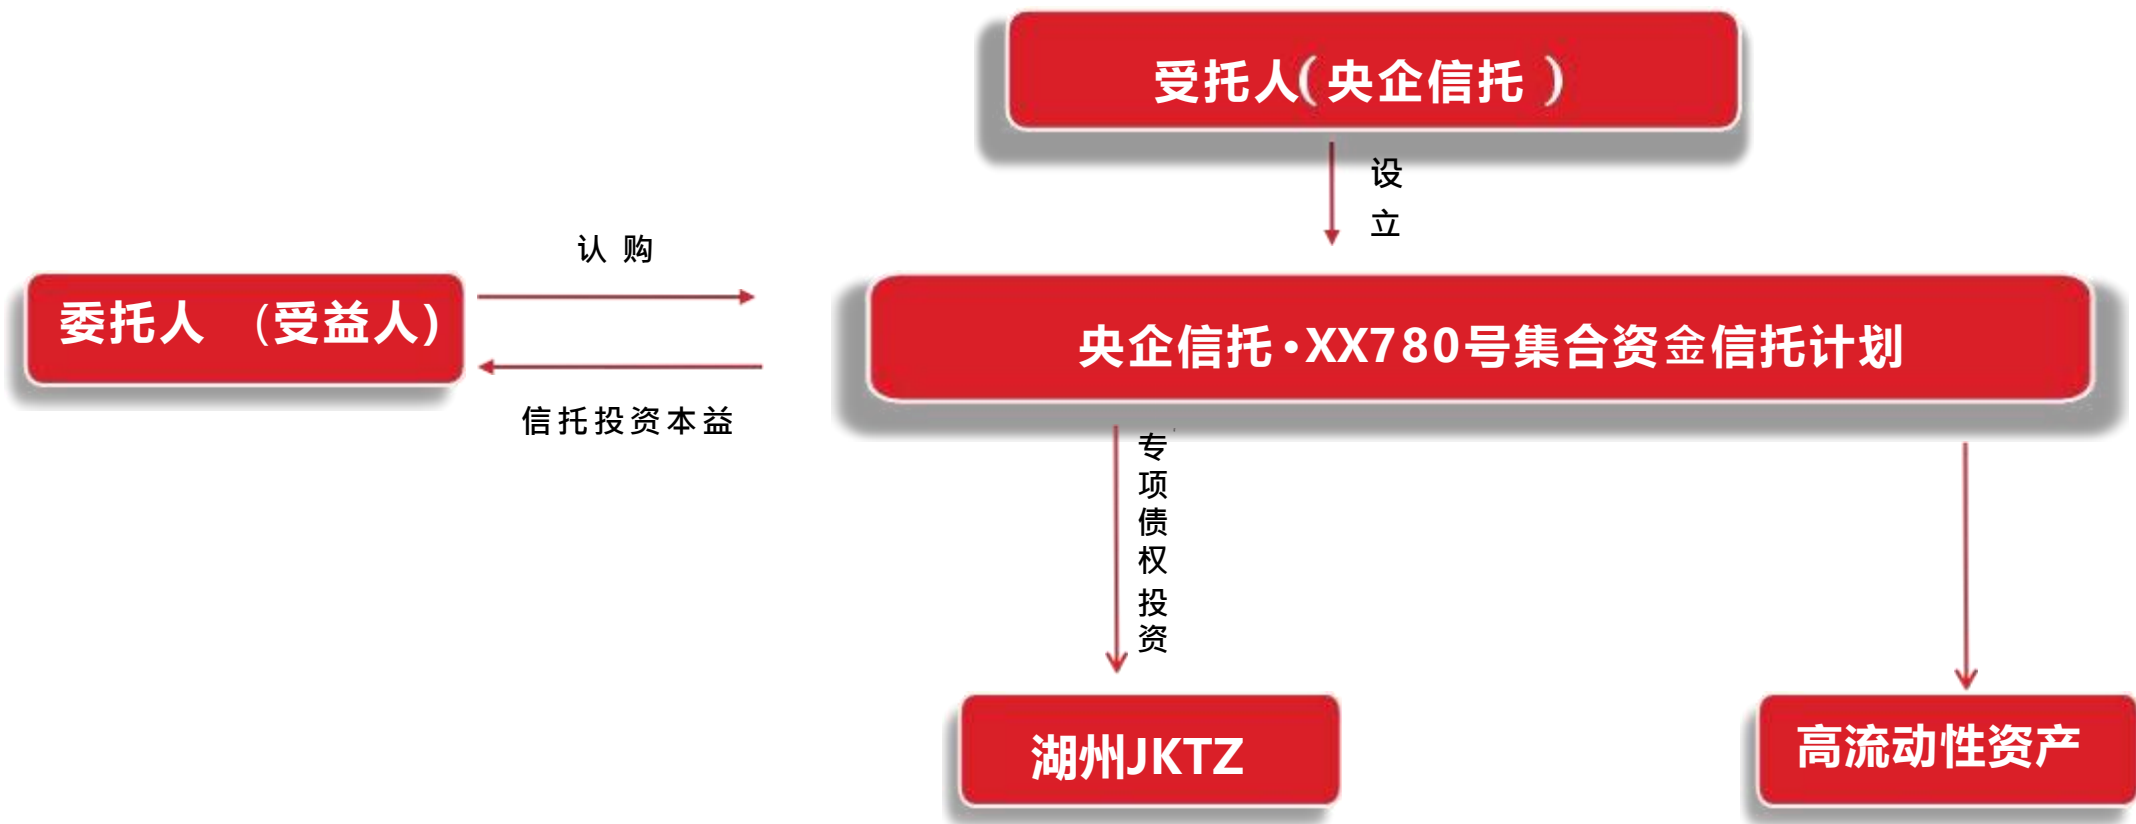 受托人(央企信托 )
设
立
认 购
委托人 (受益人)
央企信托·XX780号集合资金信托计划
信托投资本益
专
项
债
权
投
资
湖州JKTZ
高流动性资产